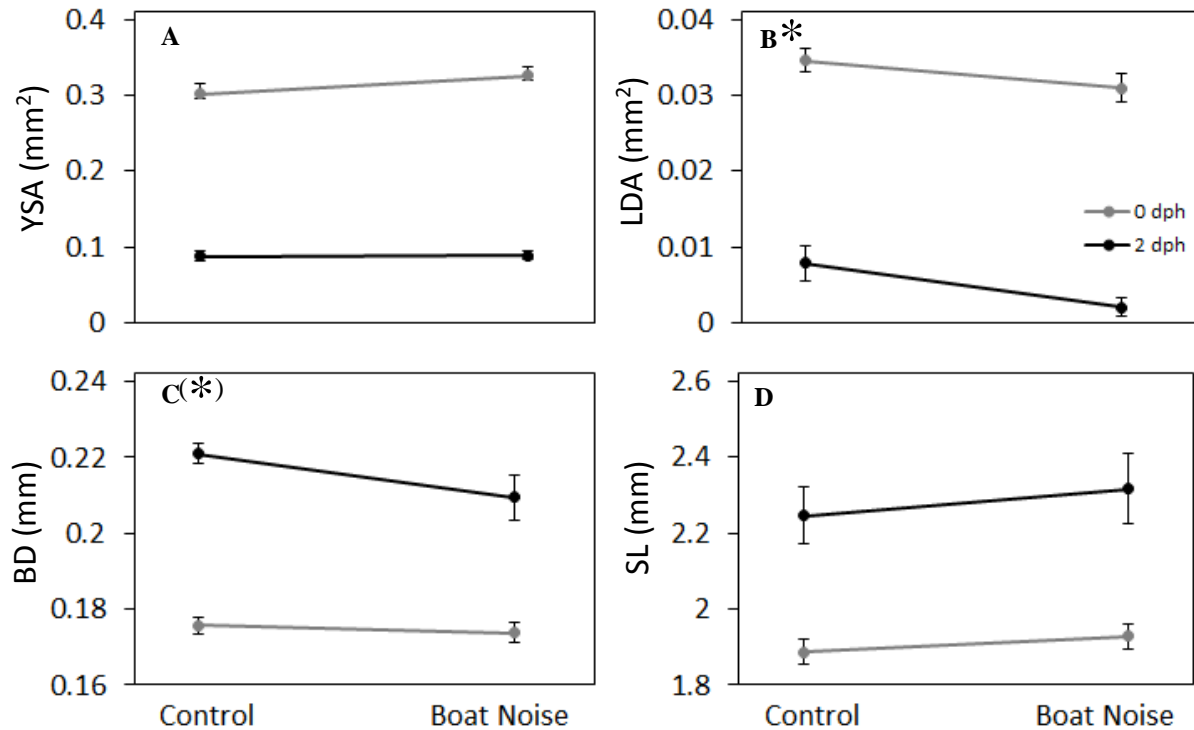 A
YSA (mm²)
0.4
0.3
0.2
0.1
0
B*
LDA (mm²)
0.04
0.03
0.02
0.01
0
0 dph
2 dph
C(*)
BD (mm)
0.24
0.22
0.2
0.18
0.16
Control Boat Noise
D
SL (mm)
2.6
2.4
2.2
2
1.8
Control Boat Noise